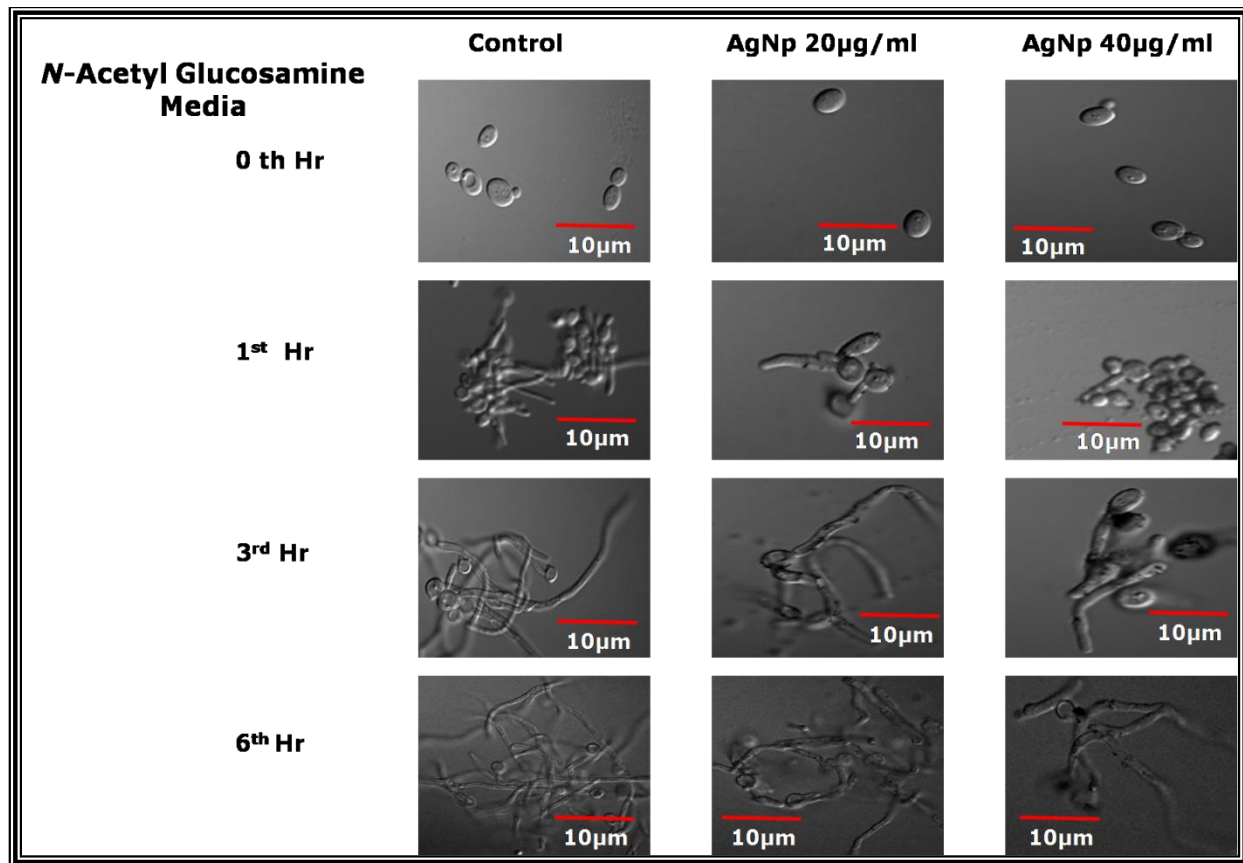 Control AgNp 20µg/ml AgNp 40µg/ml
N-Acetyl Glucosamine
Media
0 th Hr
10µm 10µm 10µm
1st Hr
10µm 10µm 10µm
3rd Hr
10µm 10µm 10µm
6th Hr
10µm 10µm 10µm